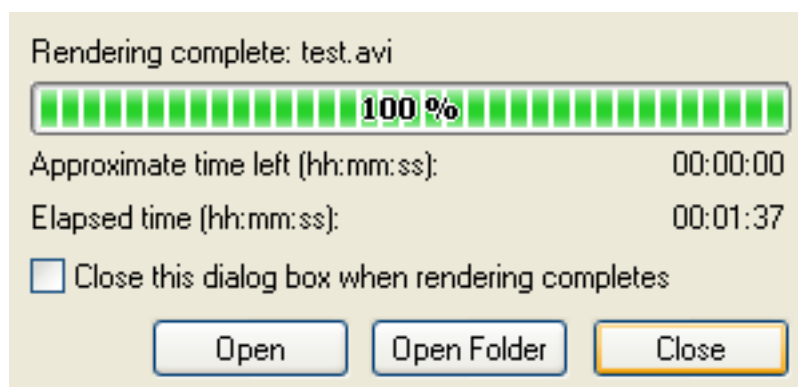 Rendering complete: test.avi
100 %
Approximate time left (hh:mm:ss): 00:00:00
Elapsed time (hh:mm:ss): 00:01:37
Close this dialog box when rendering completes
Open Open Folder Close